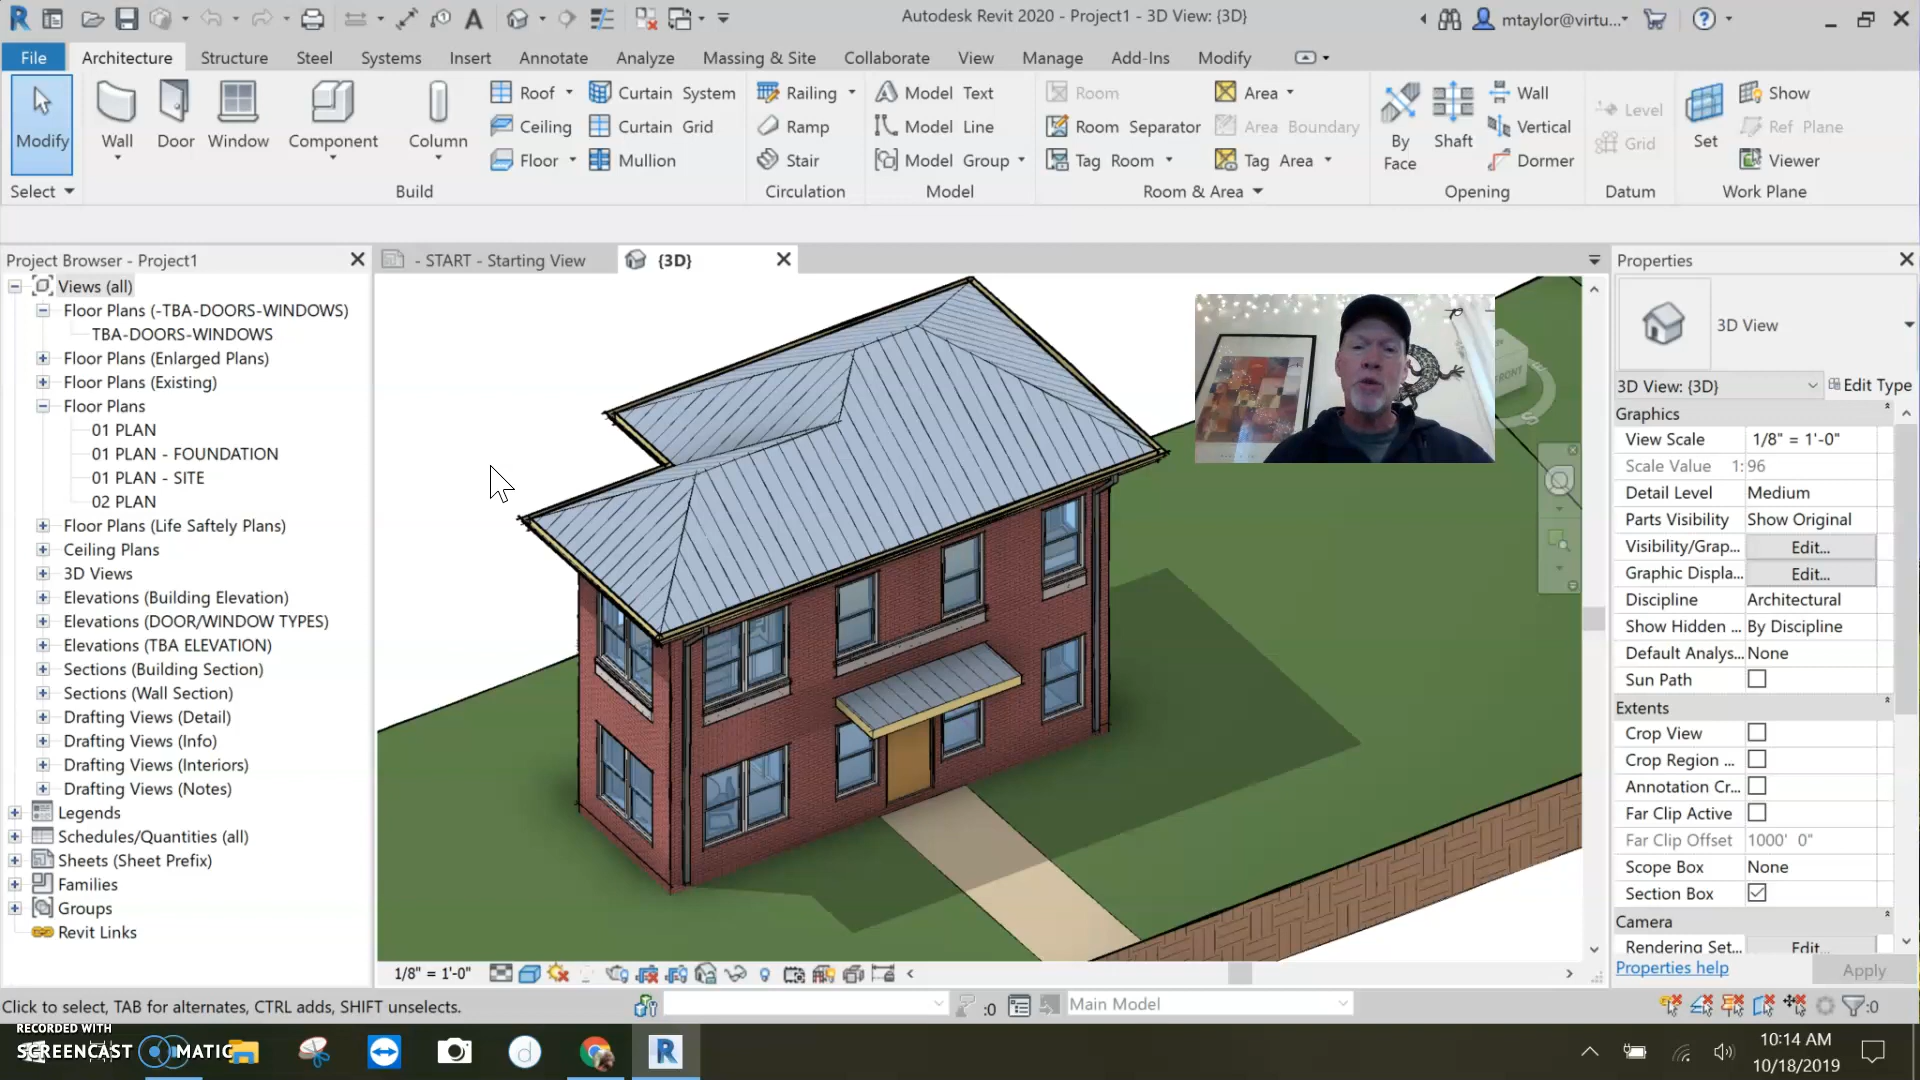 Autodesk Revit 2020 - Project1 - 3D View: {3D}
mtaylor@virtu...
File Architecture Structure Steel Systems Insert Annotate Analyze Massing & Site Collaborate View Manage Add-Ins Modify
Modify
Select
Wall
Door
Window
Component
Column
Roof
Ceiling
Floor
Curtain System
Curtain Grid
Mullion
Build
Railing
Ramp
Stair
Circulation
Model Text
Model Line
Model Group
Model
Room
Room Separator
Tag Room
Area
Area Boundary
Tag Area
Room & Area
By Face
Shaft
Wall
Vertical
Dormer
Opening
Level
Grid
Datum
Set
Show
Ref Plane
Viewer
Work Plane
Project Browser - Project1
Views (all)
Floor Plans (-TBA-DOORS-WINDOWS)
TBA-DOORS-WINDOWS
Floor Plans (Enlarged Plans)
Floor Plans (Existing)
Floor Plans
01 PLAN
01 PLAN - FOUNDATION
01 PLAN - SITE
02 PLAN
Floor Plans (Life Saftely Plans)
Ceiling Plans
3D Views
Elevations (Building Elevation)
Elevations (DOOR/WINDOW TYPES)
Elevations (TBA ELEVATION)
Sections (Building Section)
Sections (Wall Section)
Drafting Views (Detail)
Drafting Views (Info)
Drafting Views (Interiors)
Drafting Views (Notes)
Legends
Schedules/Quantities (all)
Sheets (Sheet Prefix)
Families
Groups
Revit Links
- START - Starting View
{3D}
FRONT
1/8" = 1'-0"
Properties
3D View
3D View: {3D}
Edit Type
Graphics
View Scale 1/8" = 1'-0"
Scale Value 1: 96
Detail Level Medium
Parts Visibility Show Original
Visibility/Grap... Edit...
Graphic Displa... Edit...
Discipline Architectural
Show Hidden ... By Discipline
Default Analys... None
Sun Path
Extents
Crop View
Crop Region ...
Annotation Cr...
Far Clip Active
Far Clip Offset 1000' 0"
Scope Box None
Section Box
Camera
Rendering Set... Edit...
Properties help
Apply
Click to select, TAB for alternates, CTRL adds, SHIFT unselects.
:0
Main Model
:0
RECORDED WITH
SCREENCAST MATIC
10:14 AM
10/18/2019